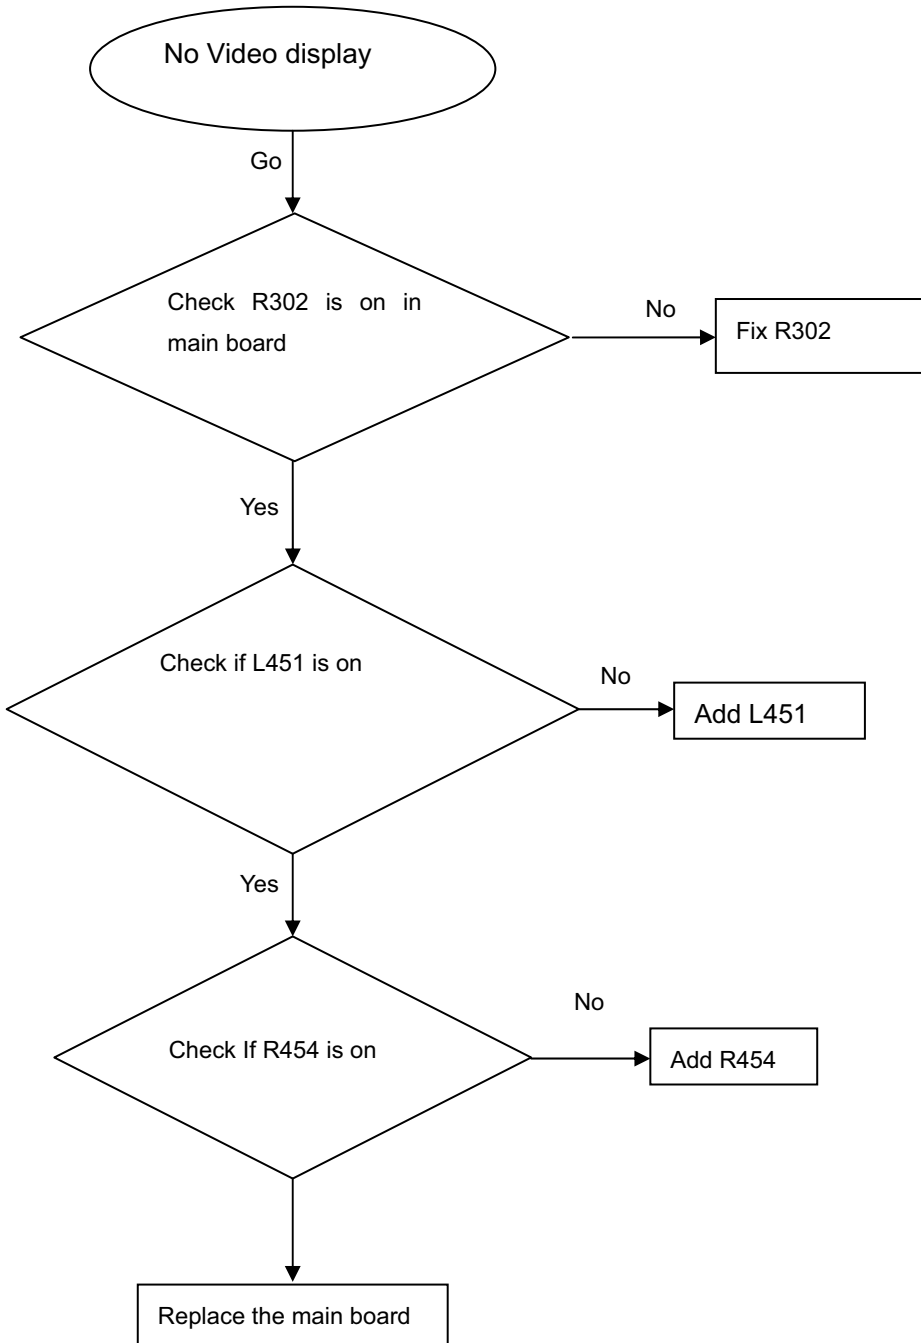 No Video display
Go
Check R302 is on in
main board
No
Fix R302
Yes
Check if L451 is on
No
Add L451
Yes
Check If R454 is on
No
Add R454
Replace the main board